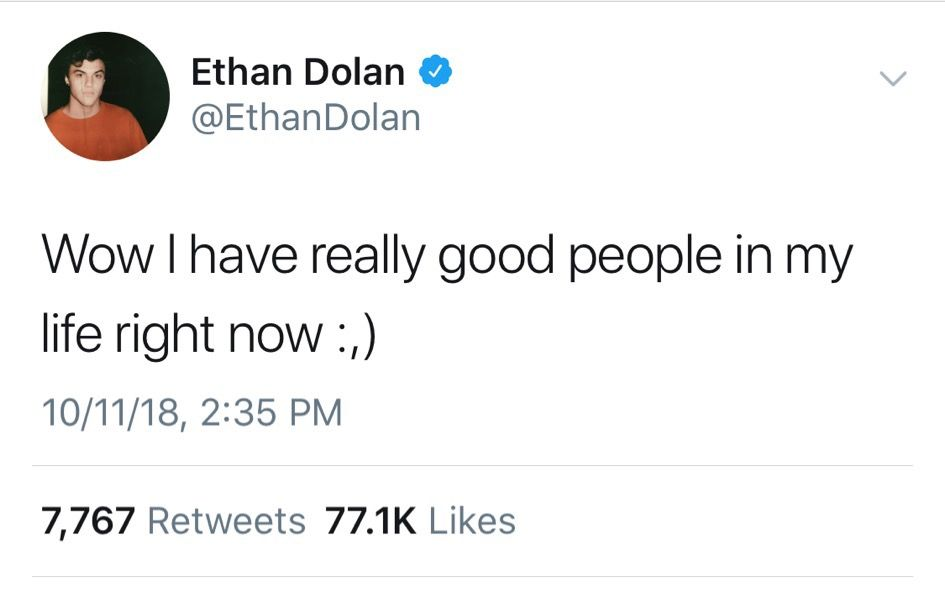 Ethan Dolan
@EthanDolan
Wow I have really good people in my
life right now :,)
10/11/18, 2:35 PM
7,767 Retweets 77.1K Likes